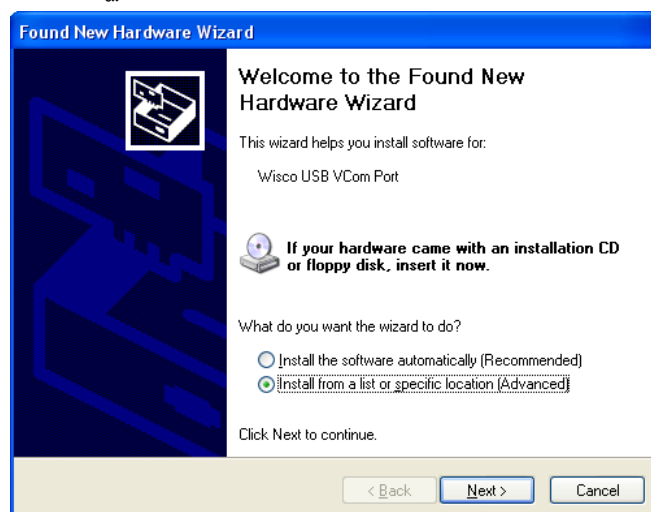 Found New Hardware Wizard
Welcome to the Found New
Hardware Wizard
This wizard helps you install software for:
Wisco USB VCom Port
If your hardware came with an installation CD
or floppy disk, insert it now.
What do you want the wizard to do?
Install the software automatically (Recommended)
Install from a list or specific location (Advanced)
Click Next to continue.
< Back
Next >
Cancel